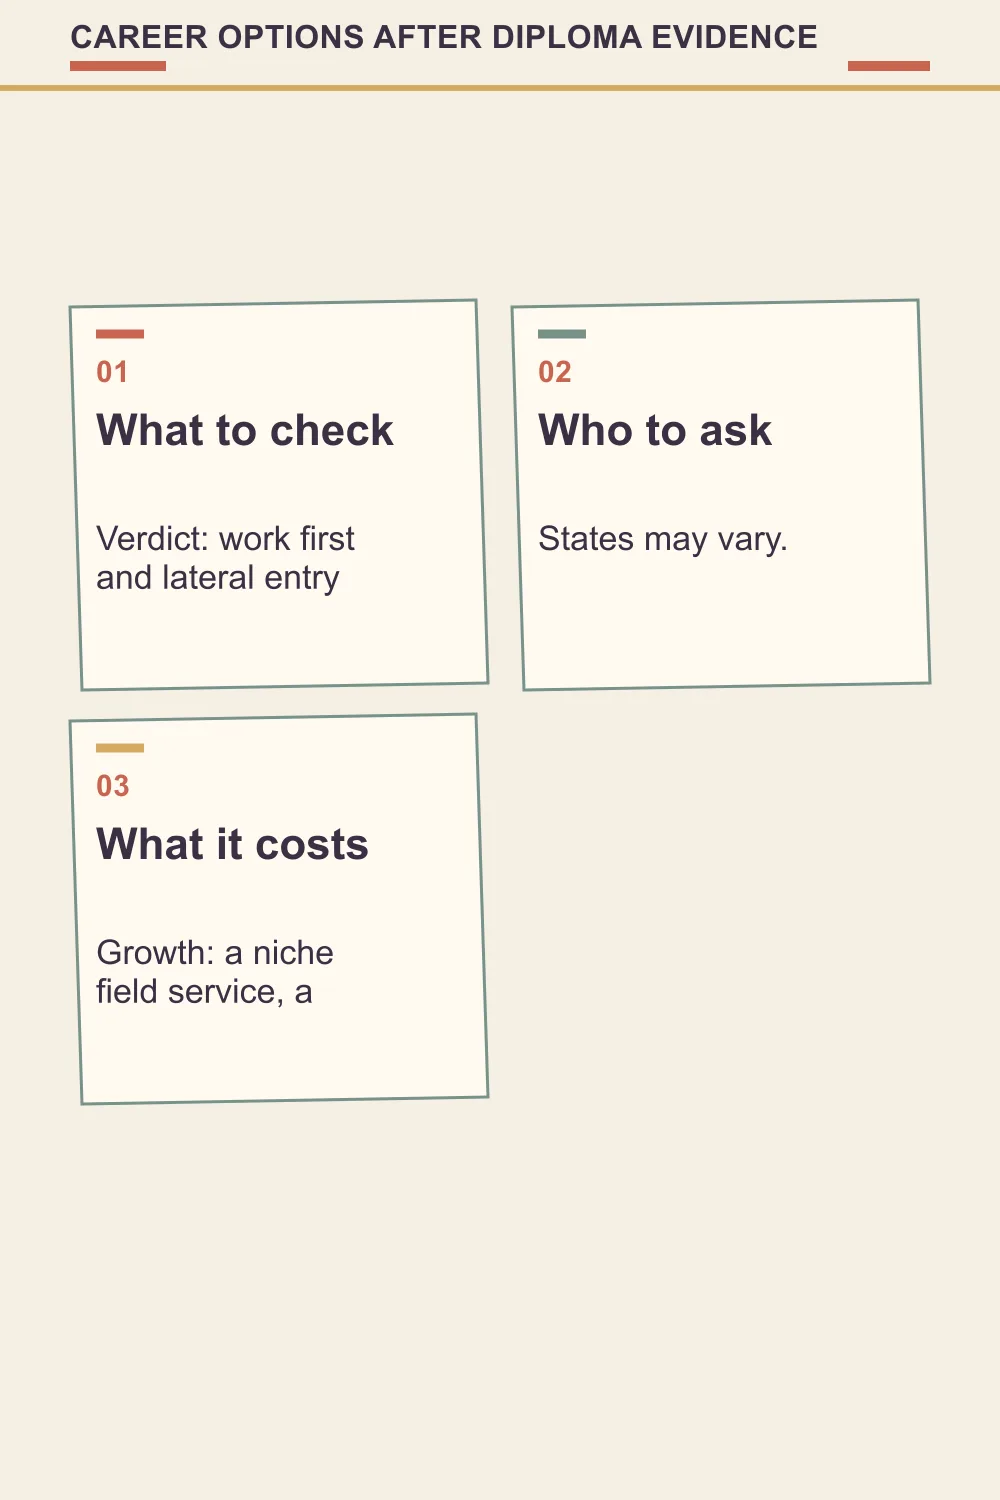 CAREER OPTIONS AFTER DIPLOMA EVIDENCE
01
What to check
Verdict: work first
and lateral entry
02
Who to ask
States may vary.
03
What it costs
Growth: a niche
field service, a